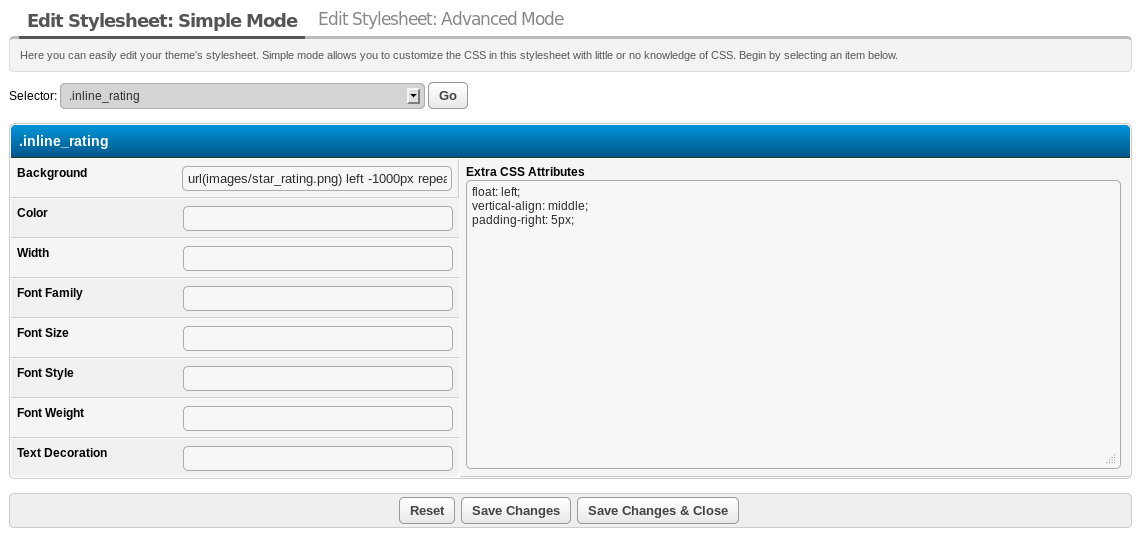 Edit Stylesheet: Simple Mode Edit Stylesheet: Advanced Mode
Here you can easily edit your theme's stylesheet. Simple mode allows you to customize the CSS in this stylesheet with little or no knowledge of CSS. Begin by selecting an item below.
Selector: .inline_rating Go
.inline_rating
Background url(images/star_rating.png) left -1000px repea
Color
Width
Font Family
Font Size
Font Style
Font Weight
Text Decoration
Extra CSS Attributes
float: left;
vertical-align: middle;
padding-right: 5px;
Reset Save Changes Save Changes & Close